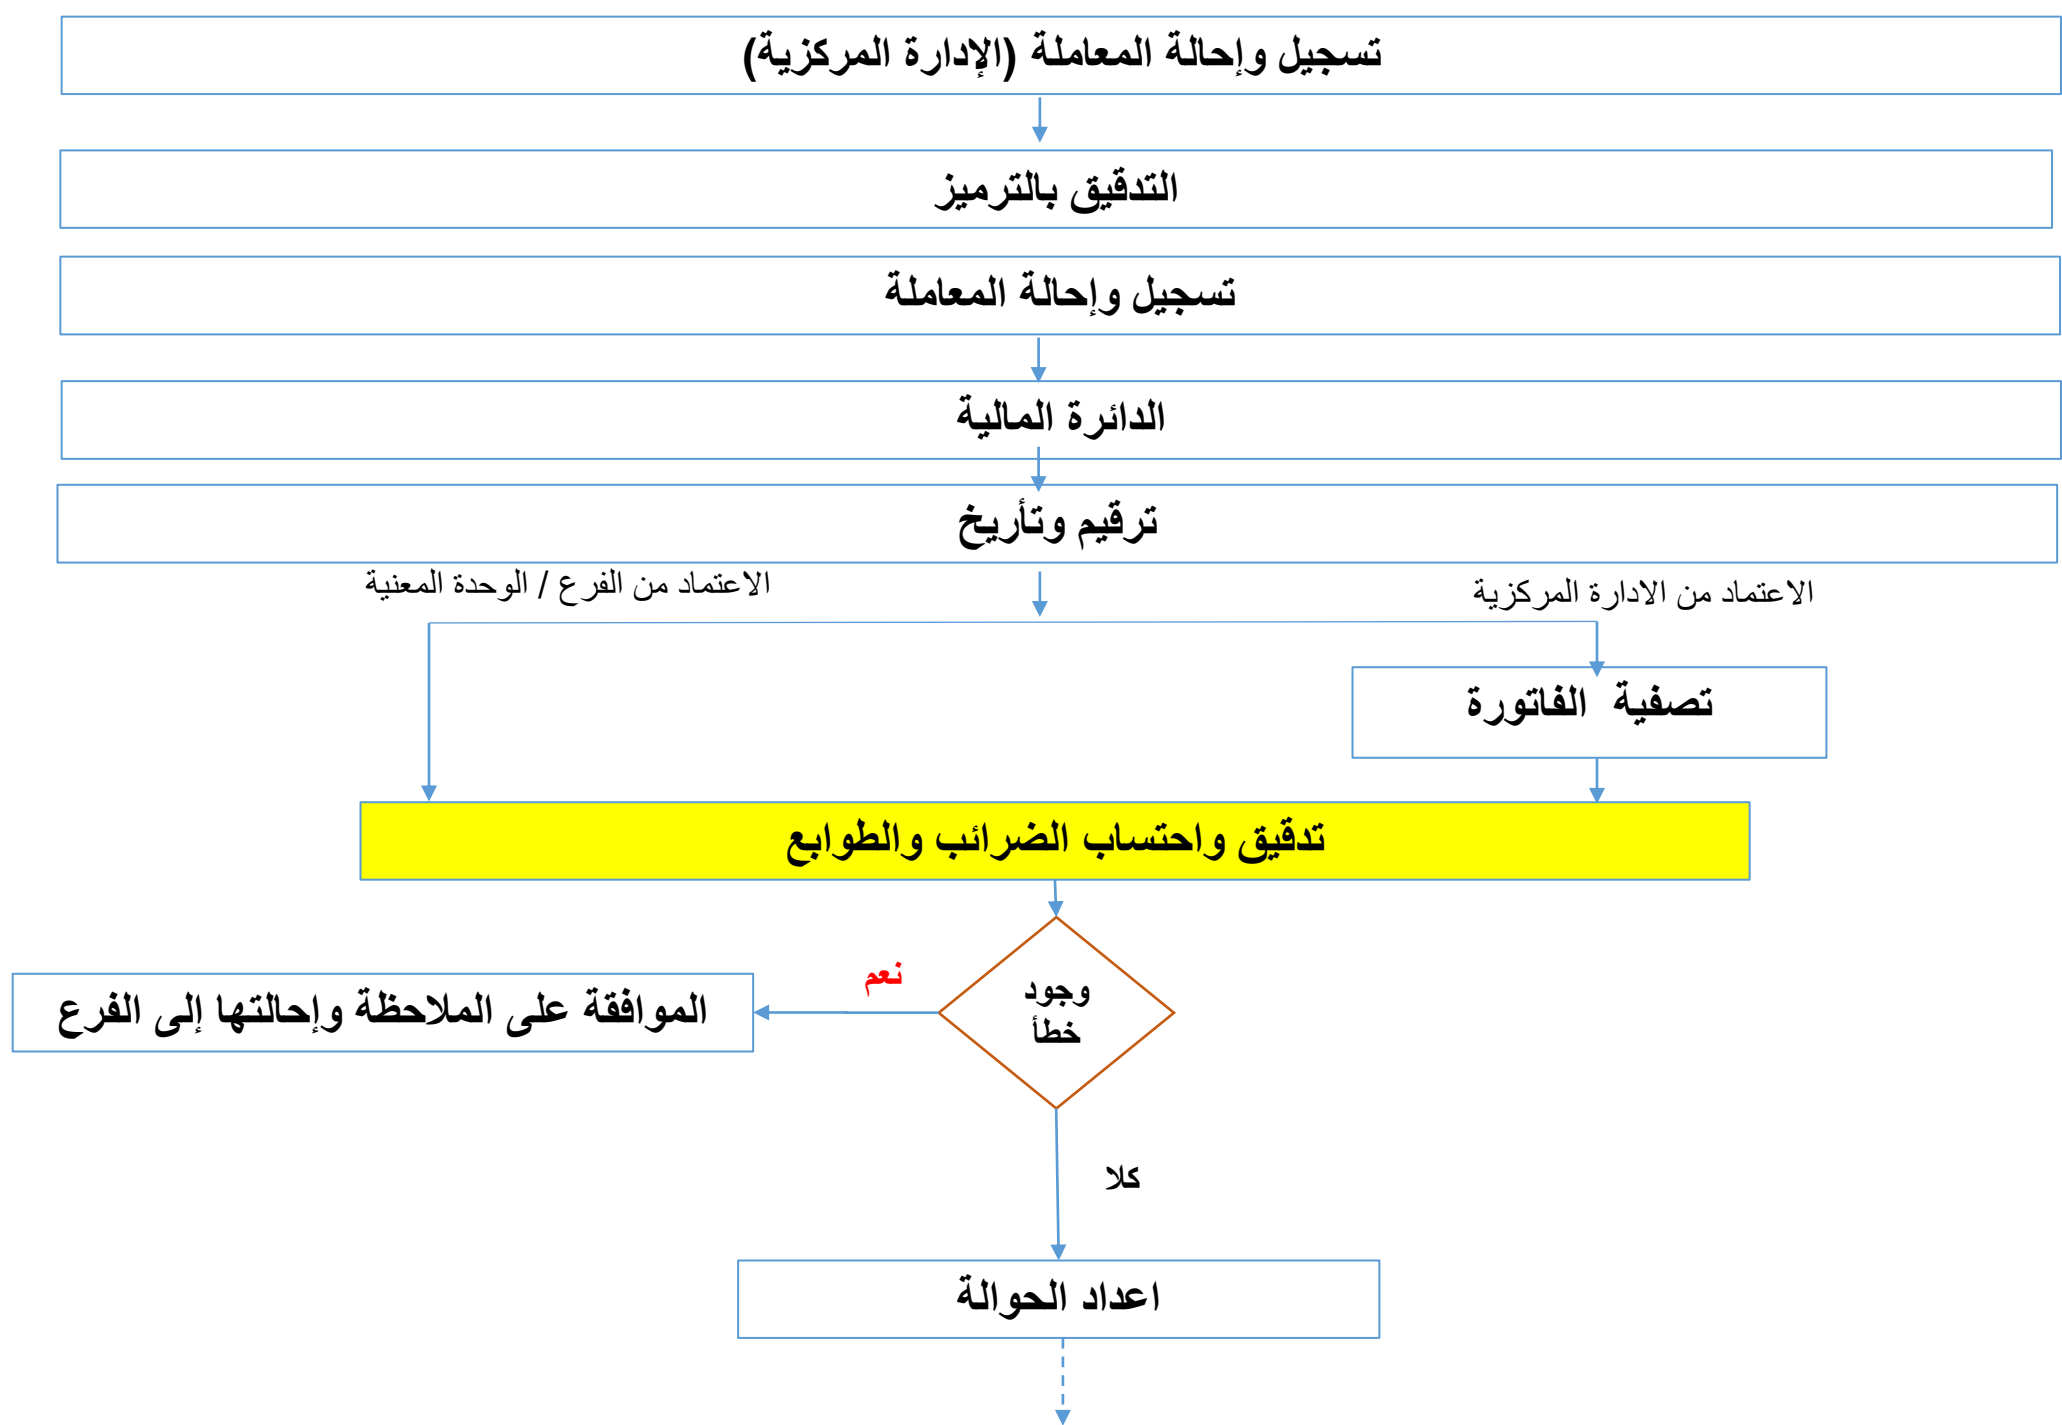 تسجيل وإحالة المعاملة (الإدارة المركزية)
التدقيق بالترميز
تسجيل وإحالة المعاملة
الدائرة المالية
ترقيم وتأريخ
الاعتماد من الادارة المركزية
الاعتماد من الفرع / الوحدة المعنية
تصفية الفاتورة
تدقيق واحتساب الضرائب والطوابع
وجود
خطأ
نعم
الموافقة على الملاحظة وإحالتها إلى الفرع
كلا
اعداد الحوالة